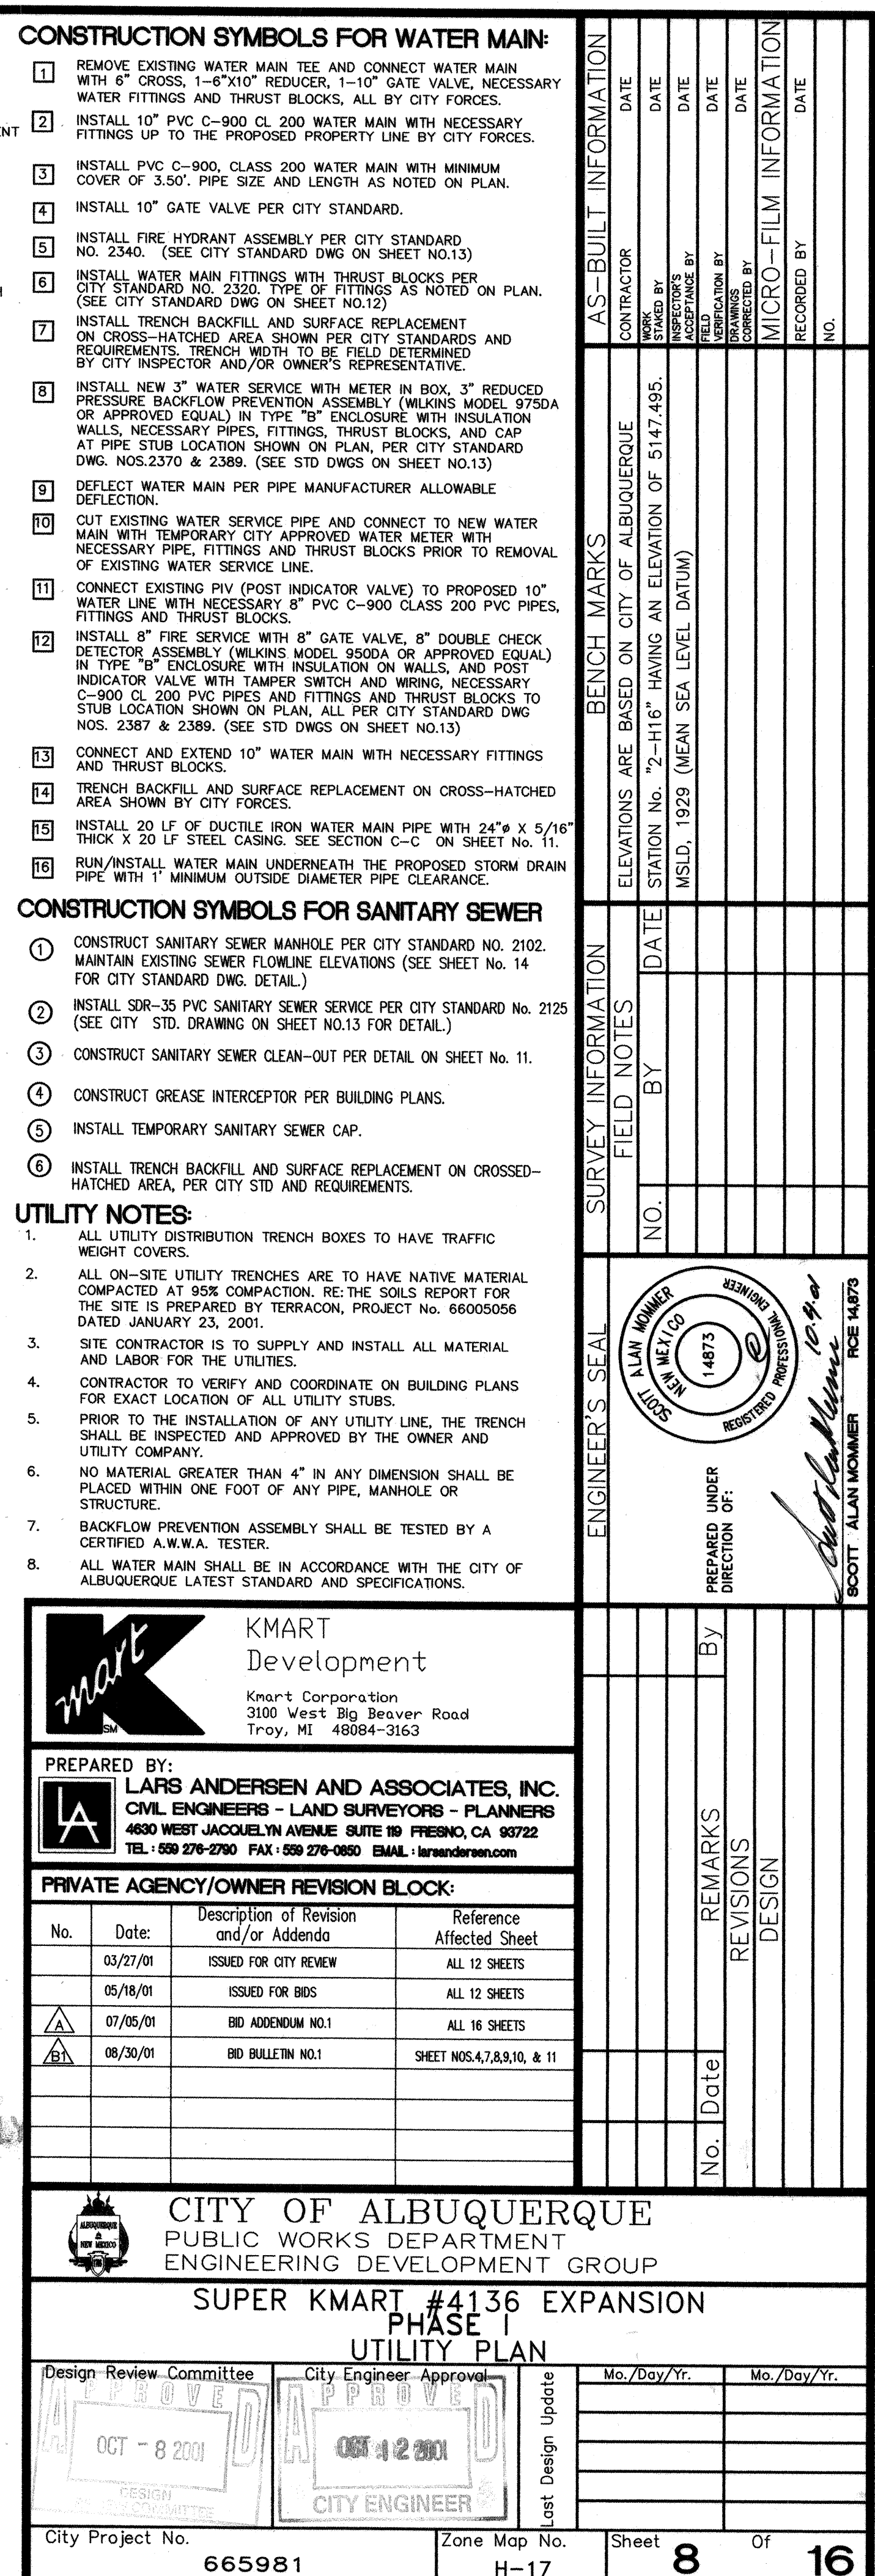 CONSTRUCTION SYMBOLS FOR WATER MAIN:
1 REMOVE EXISTING WATER MAIN TEE AND CONNECT WATER MAIN
WITH 6" CROSS, 1-6"X10" REDUCER, 1-10" GATE VALVE, NECESSARY
WATER FITTINGS AND THRUST BLOCKS, ALL BY CITY FORCES.
2 INSTALL 10" PVC C-900 CL 200 WATER MAIN WITH NECESSARY
FITTINGS UP TO THE PROPOSED PROPERTY LINE BY CITY FORCES.
3 INSTALL PVC C-900, CLASS 200 WATER MAIN WITH MINIMUM
COVER OF 3.50'. PIPE SIZE AND LENGTH AS NOTED ON PLAN.
4 INSTALL 10" GATE VALVE PER CITY STANDARD.
5 INSTALL FIRE HYDRANT ASSEMBLY PER CITY STANDARD
NO. 2340. (SEE CITY STANDARD DWG ON SHEET NO.13)
6 INSTALL WATER MAIN FITTINGS WITH THRUST BLOCKS PER
CITY STANDARD NO. 2320. TYPE OF FITTINGS AS NOTED ON PLAN.
(SEE CITY STANDARD DWG ON SHEET NO.12)
7 INSTALL TRENCH BACKFILL AND SURFACE REPLACEMENT
ON CROSS-HATCHED AREA SHOWN PER CITY STANDARDS AND
REQUIREMENTS. TRENCH WIDTH TO BE FIELD DETERMINED
BY CITY INSPECTOR AND/OR OWNER'S REPRESENTATIVE.
8 INSTALL NEW 3" WATER SERVICE WITH METER IN BOX, 3" REDUCED
PRESSURE BACKFLOW PREVENTION ASSEMBLY (WILKINS MODEL 975DA
OR APPROVED EQUAL) IN TYPE "B" ENCLOSURE WITH INSULATION
WALLS, NECESSARY PIPES, FITTINGS, THRUST BLOCKS, AND CAP
AT PIPE STUB LOCATION SHOWN ON PLAN, PER CITY STANDARD
DWG. NOS.2370 & 2389. (SEE STD DWGS ON SHEET NO.13)
9 DEFLECT WATER MAIN PER PIPE MANUFACTURER ALLOWABLE
DEFLECTION.
10 CUT EXISTING WATER SERVICE PIPE AND CONNECT TO NEW WATER
MAIN WITH TEMPORARY CITY APPROVED WATER METER WITH
NECESSARY PIPE, FITTINGS AND THRUST BLOCKS PRIOR TO REMOVAL
OF EXISTING WATER SERVICE LINE.
11 CONNECT EXISTING PIV (POST INDICATOR VALVE) TO PROPOSED 10"
WATER LINE WITH NECESSARY 8" PVC C-900 CLASS 200 PVC PIPES,
FITTINGS AND THRUST BLOCKS.
12 INSTALL 8" FIRE SERVICE WITH 8" GATE VALVE, 8" DOUBLE CHECK
DETECTOR ASSEMBLY (WILKINS MODEL 950DA OR APPROVED EQUAL)
IN TYPE "B" ENCLOSURE WITH INSULATION ON WALLS, AND POST
INDICATOR VALVE WITH TAMPER SWITCH AND WIRING, NECESSARY
C-900 CL 200 PVC PIPES AND FITTINGS AND THRUST BLOCKS TO
STUB LOCATION SHOWN ON PLAN, ALL PER CITY STANDARD DWG
NOS. 2387 & 2389. (SEE STD DWGS ON SHEET NO.13)
13 CONNECT AND EXTEND 10" WATER MAIN WITH NECESSARY FITTINGS
AND THRUST BLOCKS.
14 TRENCH BACKFILL AND SURFACE REPLACEMENT ON CROSS-HATCHED
AREA SHOWN BY CITY FORCES.
15 INSTALL 20 LF OF DUCTILE IRON WATER MAIN PIPE WITH 24"ø X 5/16"
THICK X 20 LF STEEL CASING. SEE SECTION C-C ON SHEET No. 11.
16 RUN/INSTALL WATER MAIN UNDERNEATH THE PROPOSED STORM DRAIN
PIPE WITH 1' MINIMUM OUTSIDE DIAMETER PIPE CLEARANCE.
CONSTRUCTION SYMBOLS FOR SANITARY SEWER
1 CONSTRUCT SANITARY SEWER MANHOLE PER CITY STANDARD NO. 2102.
MAINTAIN EXISTING SEWER FLOWLINE ELEVATIONS (SEE SHEET No. 14
FOR CITY STANDARD DWG. DETAIL.)
2 INSTALL SDR-35 PVC SANITARY SEWER SERVICE PER CITY STANDARD No. 2125
(SEE CITY STD. DRAWING ON SHEET NO.13 FOR DETAIL.)
3 CONSTRUCT SANITARY SEWER CLEAN-OUT PER DETAIL ON SHEET No. 11.
4 CONSTRUCT GREASE INTERCEPTOR PER BUILDING PLANS.
5 INSTALL TEMPORARY SANITARY SEWER CAP.
6 INSTALL TRENCH BACKFILL AND SURFACE REPLACEMENT ON CROSSED-
HATCHED AREA, PER CITY STD AND REQUIREMENTS.
UTILITY NOTES:
1. ALL UTILITY DISTRIBUTION TRENCH BOXES TO HAVE TRAFFIC
WEIGHT COVERS.
2. ALL ON-SITE UTILITY TRENCHES ARE TO HAVE NATIVE MATERIAL
COMPACTED AT 95% COMPACTION. RE: THE SOILS REPORT FOR
THE SITE IS PREPARED BY TERRACON, PROJECT No. 66005056
DATED JANUARY 23, 2001.
3. SITE CONTRACTOR IS TO SUPPLY AND INSTALL ALL MATERIAL
AND LABOR FOR THE UTILITIES.
4. CONTRACTOR TO VERIFY AND COORDINATE ON BUILDING PLANS
FOR EXACT LOCATION OF ALL UTILITY STUBS.
5. PRIOR TO THE INSTALLATION OF ANY UTILITY LINE, THE TRENCH
SHALL BE INSPECTED AND APPROVED BY THE OWNER AND
UTILITY COMPANY.
6. NO MATERIAL GREATER THAN 4" IN ANY DIMENSION SHALL BE
PLACED WITHIN ONE FOOT OF ANY PIPE, MANHOLE OR
STRUCTURE.
7. BACKFLOW PREVENTION ASSEMBLY SHALL BE TESTED BY A
CERTIFIED A.W.W.A. TESTER.
8. ALL WATER MAIN SHALL BE IN ACCORDANCE WITH THE CITY OF
ALBUQUERQUE LATEST STANDARD AND SPECIFICATIONS.
AS-BUILT INFORMATION
CONTRACTOR DATE
WORK STAKED BY DATE
INSPECTOR'S ACCEPTANCE BY DATE
FIELD VERIFICATION BY DATE
DRAWINGS CORRECTED BY DATE
MICRO-FILM INFORMATION
RECORDED BY DATE
NO.
BENCH MARKS
ELEVATIONS ARE BASED ON CITY OF ALBUQUERQUE
STATION No. "2-H16" HAVING AN ELEVATION OF 5147.495.
MSLD, 1929 (MEAN SEA LEVEL DATUM)
SURVEY INFORMATION
FIELD NOTES
NO. BY DATE
ENGINEER'S SEAL
SCOTT ALAN MOMMER
NEW MEXICO
14873
REGISTERED PROFESSIONAL ENGINEER
PREPARED UNDER
DIRECTION OF:
SCOTT ALAN MOMMER RCE 14,873
No. Date REMARKS By
REVISIONS
DESIGN
Kmart
SM
KMART
Development
Kmart Corporation
3100 West Big Beaver Road
Troy, MI 48084-3163
PREPARED BY:
LA
LARS ANDERSEN AND ASSOCIATES, INC.
CIVIL ENGINEERS - LAND SURVEYORS - PLANNERS
4630 WEST JACQUELYN AVENUE SUITE 119 FRESNO, CA 93722
TEL : 559 276-2790 FAX : 559 276-0850 EMAIL : larsandersen.com
PRIVATE AGENCY/OWNER REVISION BLOCK:
No. Date: Description of Revision and/or Addenda Reference Affected Sheet
03/27/01 ISSUED FOR CITY REVIEW ALL 12 SHEETS
05/18/01 ISSUED FOR BIDS ALL 12 SHEETS
A 07/05/01 BID ADDENDUM NO.1 ALL 16 SHEETS
B1 08/30/01 BID BULLETIN NO.1 SHEET NOS.4,7,8,9,10, & 11
ALBUQUERQUE
NEW MEXICO
CITY OF ALBUQUERQUE
PUBLIC WORKS DEPARTMENT
ENGINEERING DEVELOPMENT GROUP
SUPER KMART #4136 EXPANSION
PHASE I
UTILITY PLAN
Design Review Committee
APPROVED
OCT - 8 2001
DESIGN
COMMITTEE
City Engineer Approval
APPROVED
OCT 12 2001
CITY ENGINEER
Last Design Update
Mo./Day/Yr. Mo./Day/Yr.
City Project No.
665981
Zone Map No.
H-17
Sheet 8 Of 16